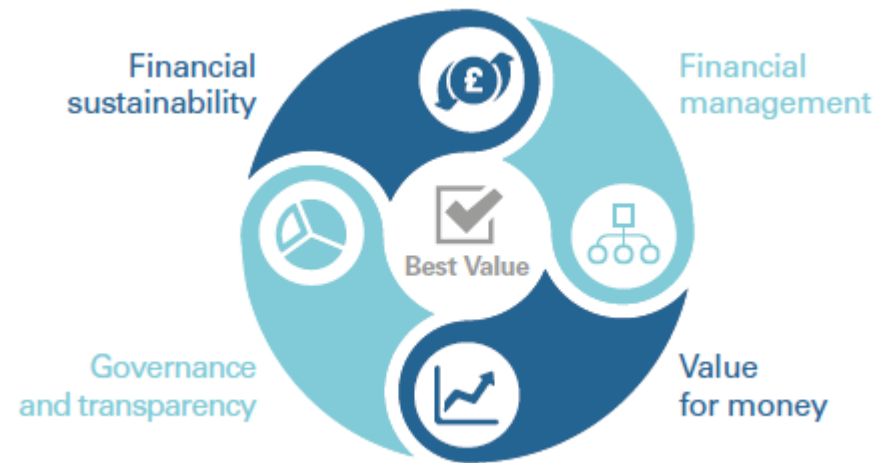 Financial
sustainability
£
Financial
management
Best Value
Governance
and transparency
Value
for money